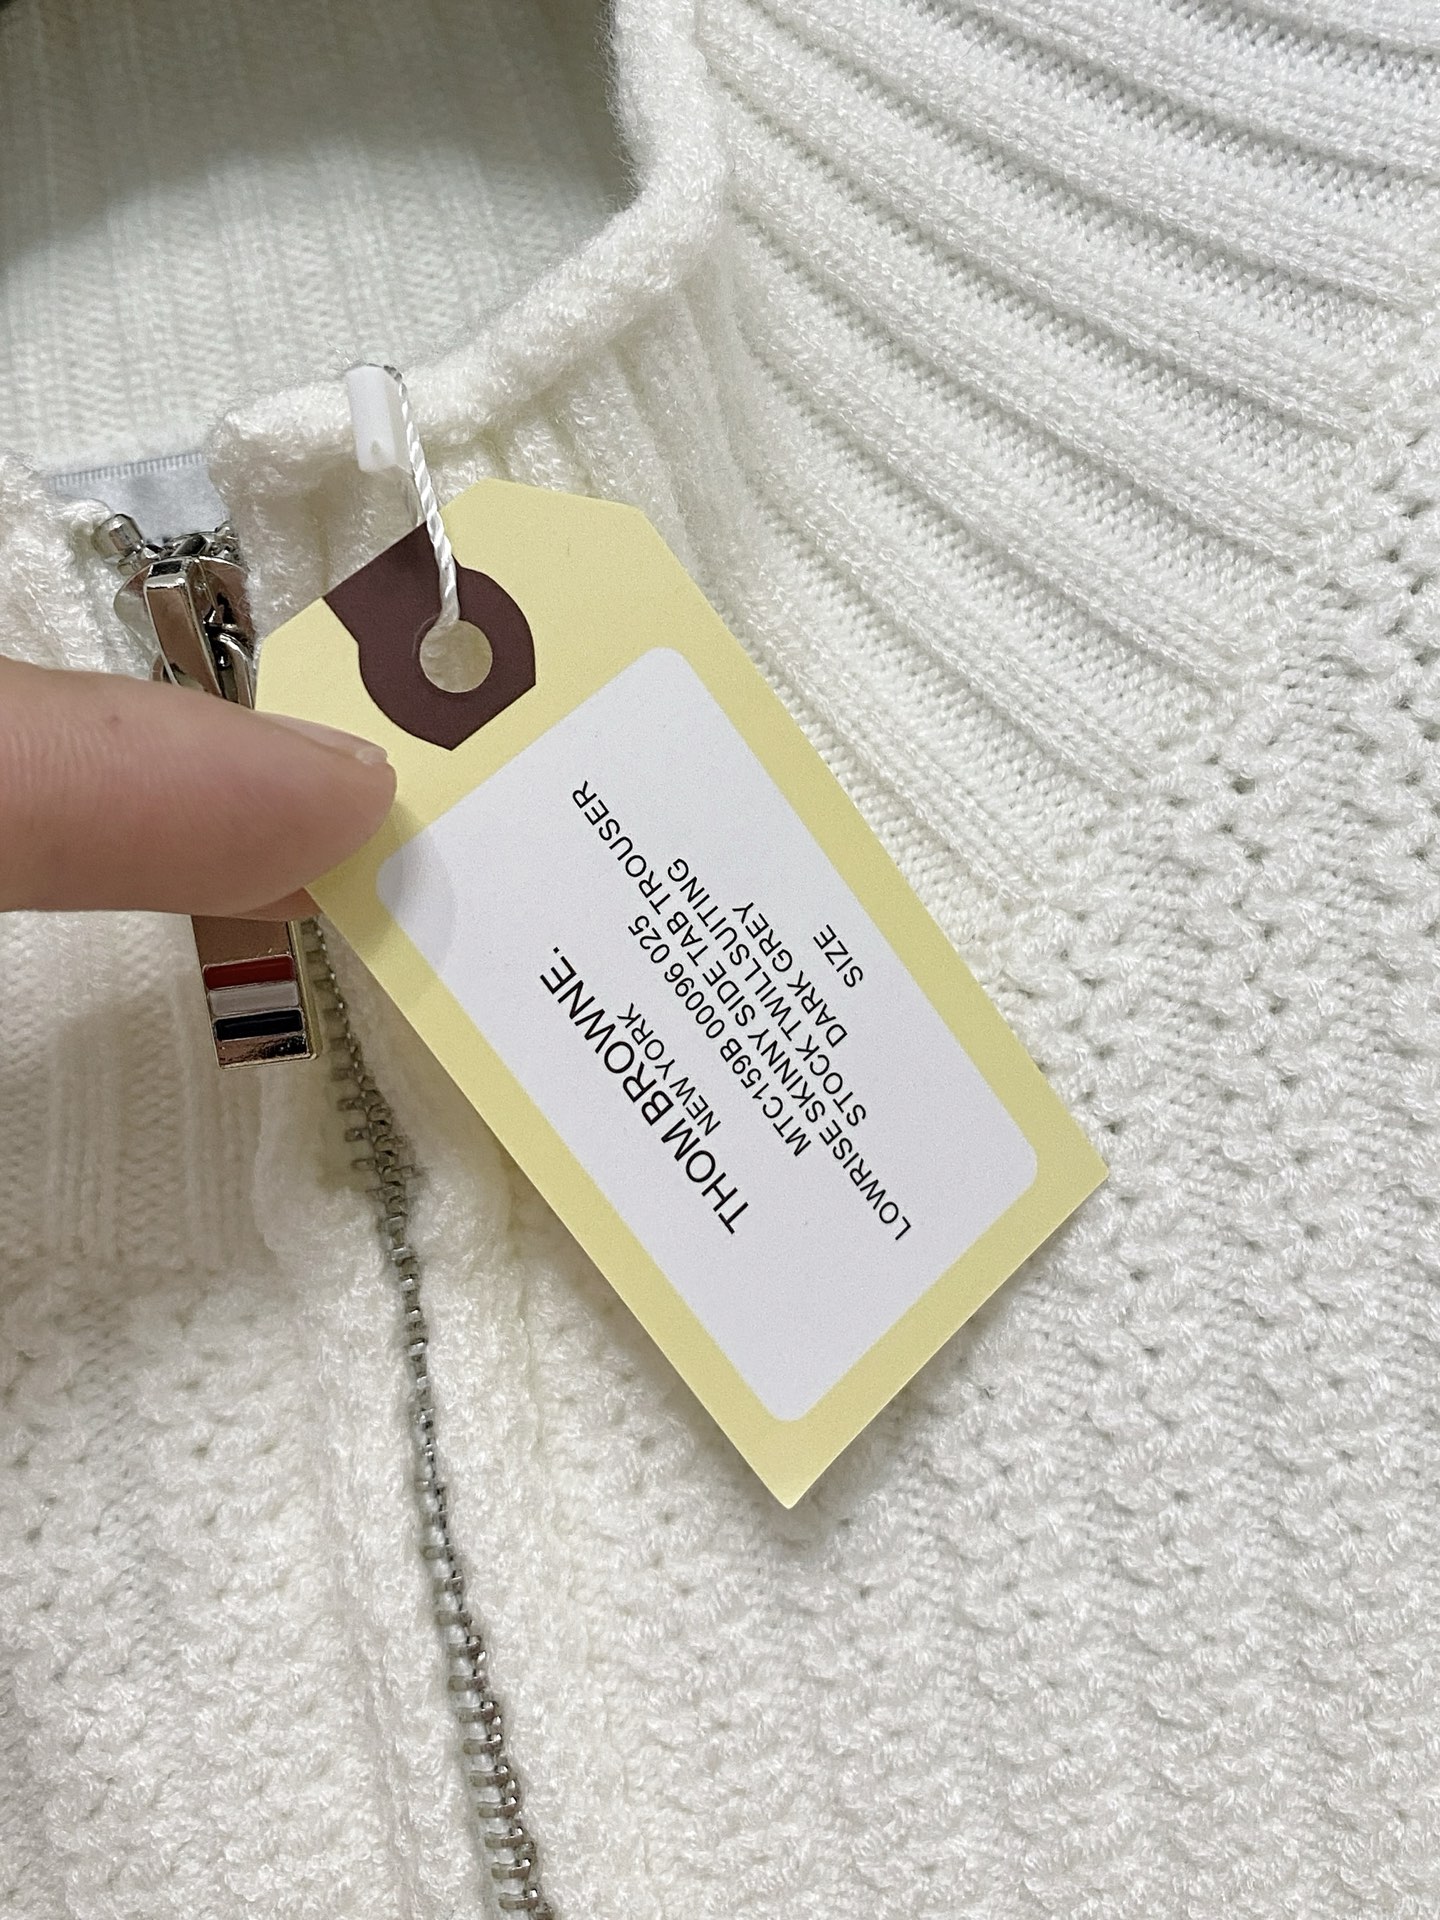 THOM BROWNE.
NEW YORK
MTC159B 00096 025
LOWRISE SKINNY SIDE TAB TROUSER
STOCK TWILL SUITING
DARK GREY
SIZE